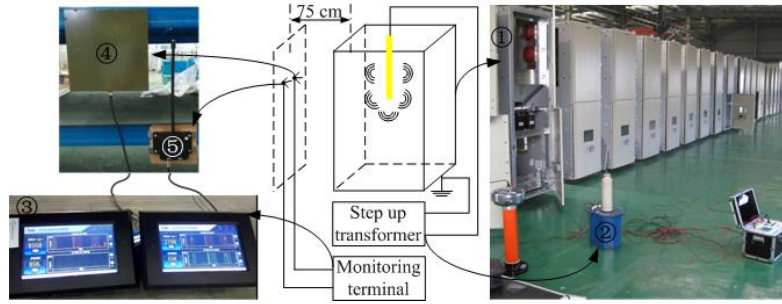 75 cm
①
④
⑤
③
Step up
transformer
②
Monitoring
terminal